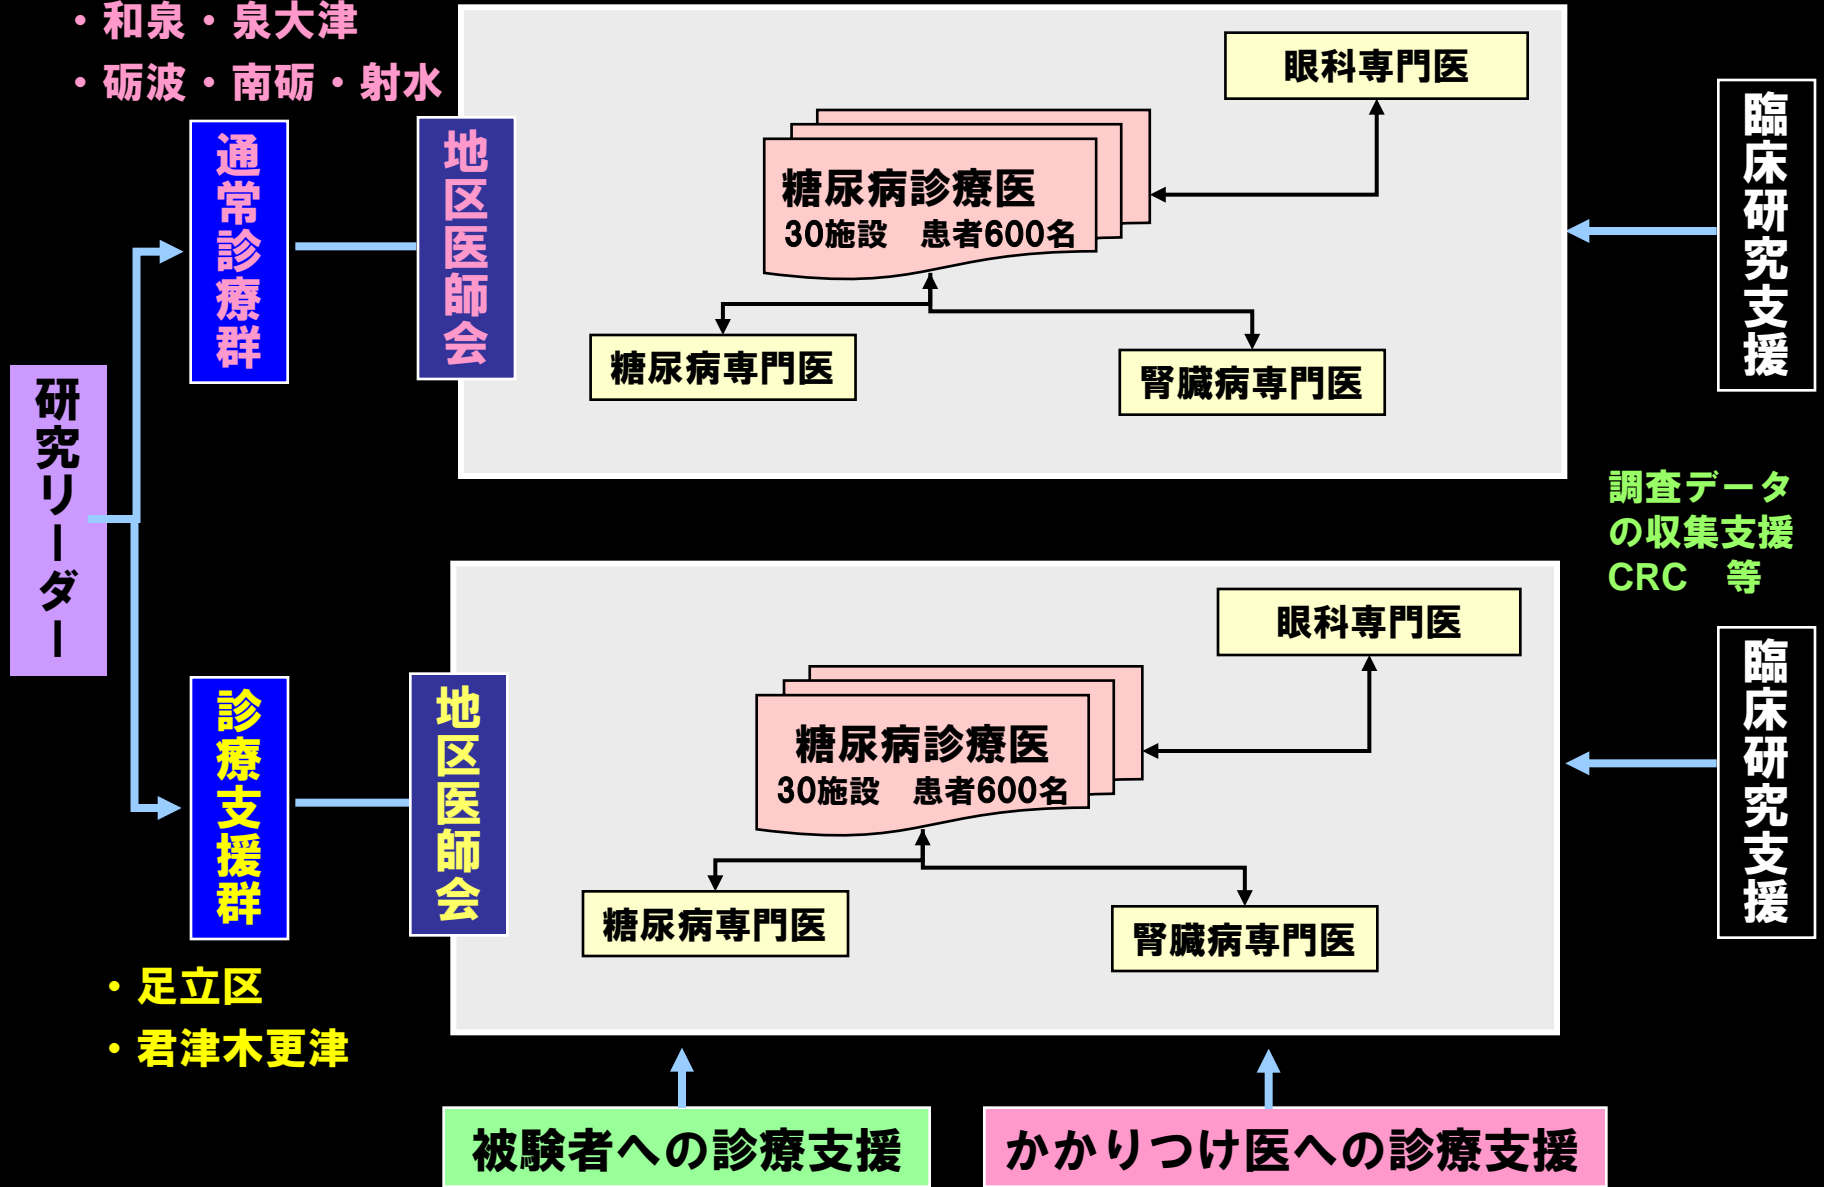 ・和泉・泉大津
・砺波・南砺・射水
通常診療群
地区医師会
眼科専門医
糖尿病診療医
30施設　患者600名
糖尿病専門医
腎臓病専門医
臨床研究支援
研究リーダー
調査データ
の収集支援
CRC　等
診療支援群
地区医師会
眼科専門医
糖尿病診療医
30施設　患者600名
糖尿病専門医
腎臓病専門医
臨床研究支援
・足立区
・君津木更津
被験者への診療支援
かかりつけ医への診療支援